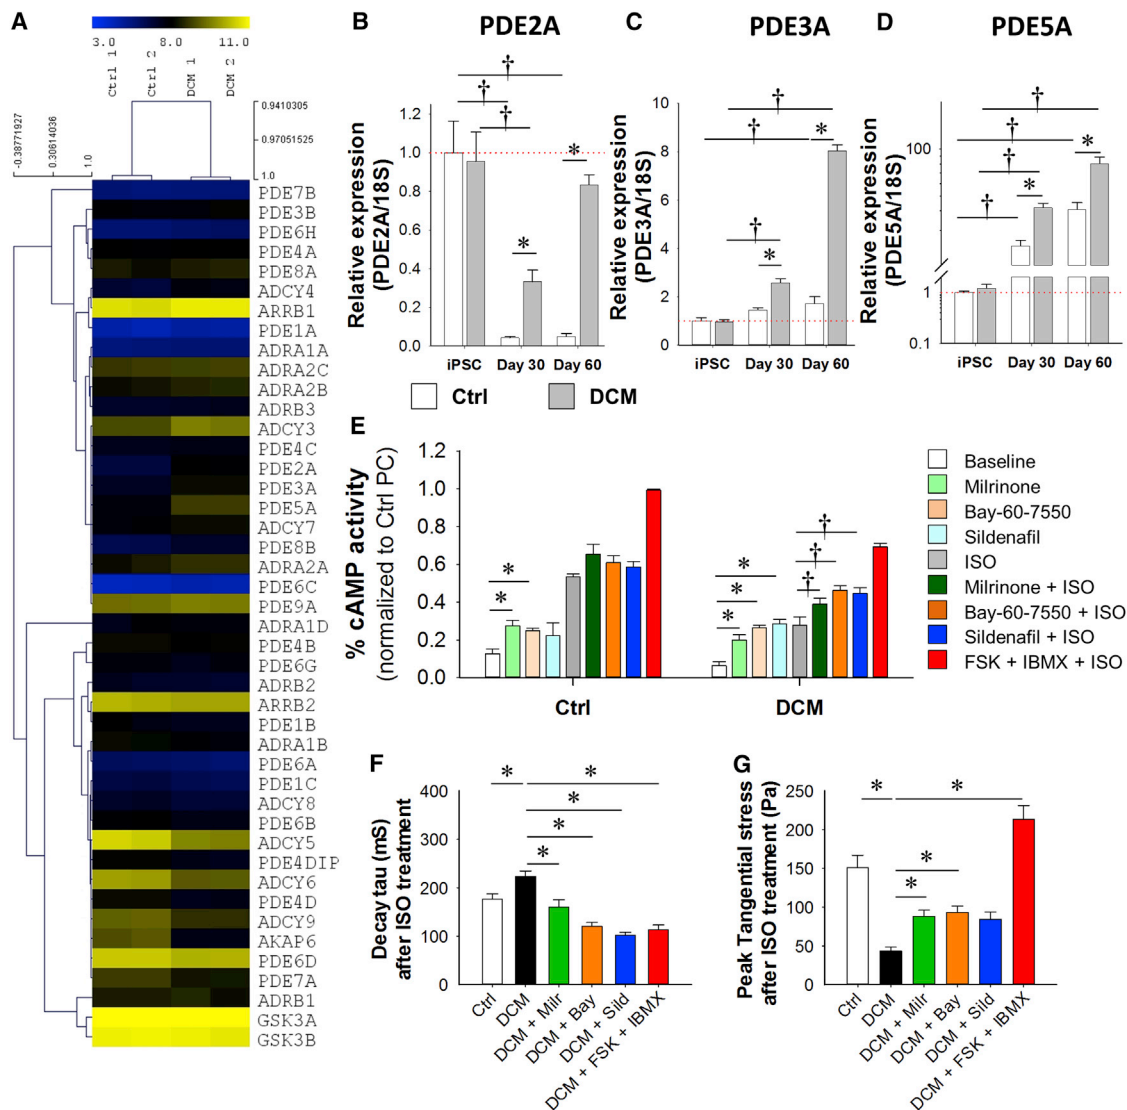 A
3.0 8.0 11.0
Ctrl 1
Ctrl 2
DCM 1
DCM 2
-0.38771927
0.30614036
1.0
0.9410305
0.97051525
1.0
PDE7B
PDE3B
PDE6H
PDE4A
PDE8A
ADCY4
ARRB1
PDE1A
ADRA1A
ADRA2C
ADRA2B
ADRB3
ADCY3
PDE4C
PDE2A
PDE3A
PDE5A
ADCY7
PDE8B
ADRA2A
PDE6C
PDE9A
ADRA1D
PDE4B
PDE6G
ADRB2
ARRB2
PDE1B
ADRA1B
PDE6A
PDE1C
ADCY8
PDE6B
ADCY5
PDE4DIP
ADCY6
PDE4D
ADCY9
AKAP6
PDE6D
PDE7A
ADRB1
GSK3A
GSK3B
B
PDE2A
Relative expression
(PDE2A/18S)
1.2
1.0
0.8
0.6
0.4
0.2
0.0
† † †
* *
iPSC Day 30 Day 60
C
PDE3A
Relative expression
(PDE3A/18S)
10
8
6
4
2
0
† † †
* *
iPSC Day 30 Day 60
D
PDE5A
Relative expression
(PDE5A/18S)
100
1
0.1
† † † †
* *
iPSC Day 30 Day 60
Ctrl DCM
E
% cAMP activity
(normalized to Ctrl PC)
1.2
1.0
0.8
0.6
0.4
0.2
0.0
* *
* * *
† † †
Ctrl DCM
Baseline
Milrinone
Bay-60-7550
Sildenafil
ISO
Milrinone + ISO
Bay-60-7550 + ISO
Sildenafil + ISO
FSK + IBMX + ISO
F
Decay tau (mS)
after ISO treatment
400
300
200
100
0
* * * * *
Ctrl
DCM
DCM + Milr
DCM + Bay
DCM + Sild
DCM + FSK + IBMX
G
Peak Tangential stress
after ISO treatment (Pa)
250
200
150
100
50
0
* * * *
Ctrl
DCM
DCM + Milr
DCM + Bay
DCM + Sild
DCM + FSK + IBMX